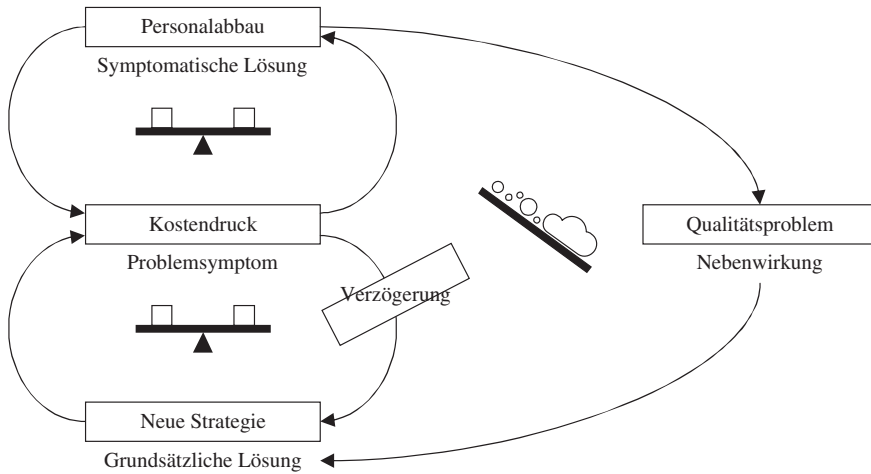 Personalabbau
Symptomatische Lösung
Kostendruck
Qualitätsproblem
Problemsymptom
Nebenwirkung
Verzögerung
Neue Strategie
Grundsätzliche Lösung